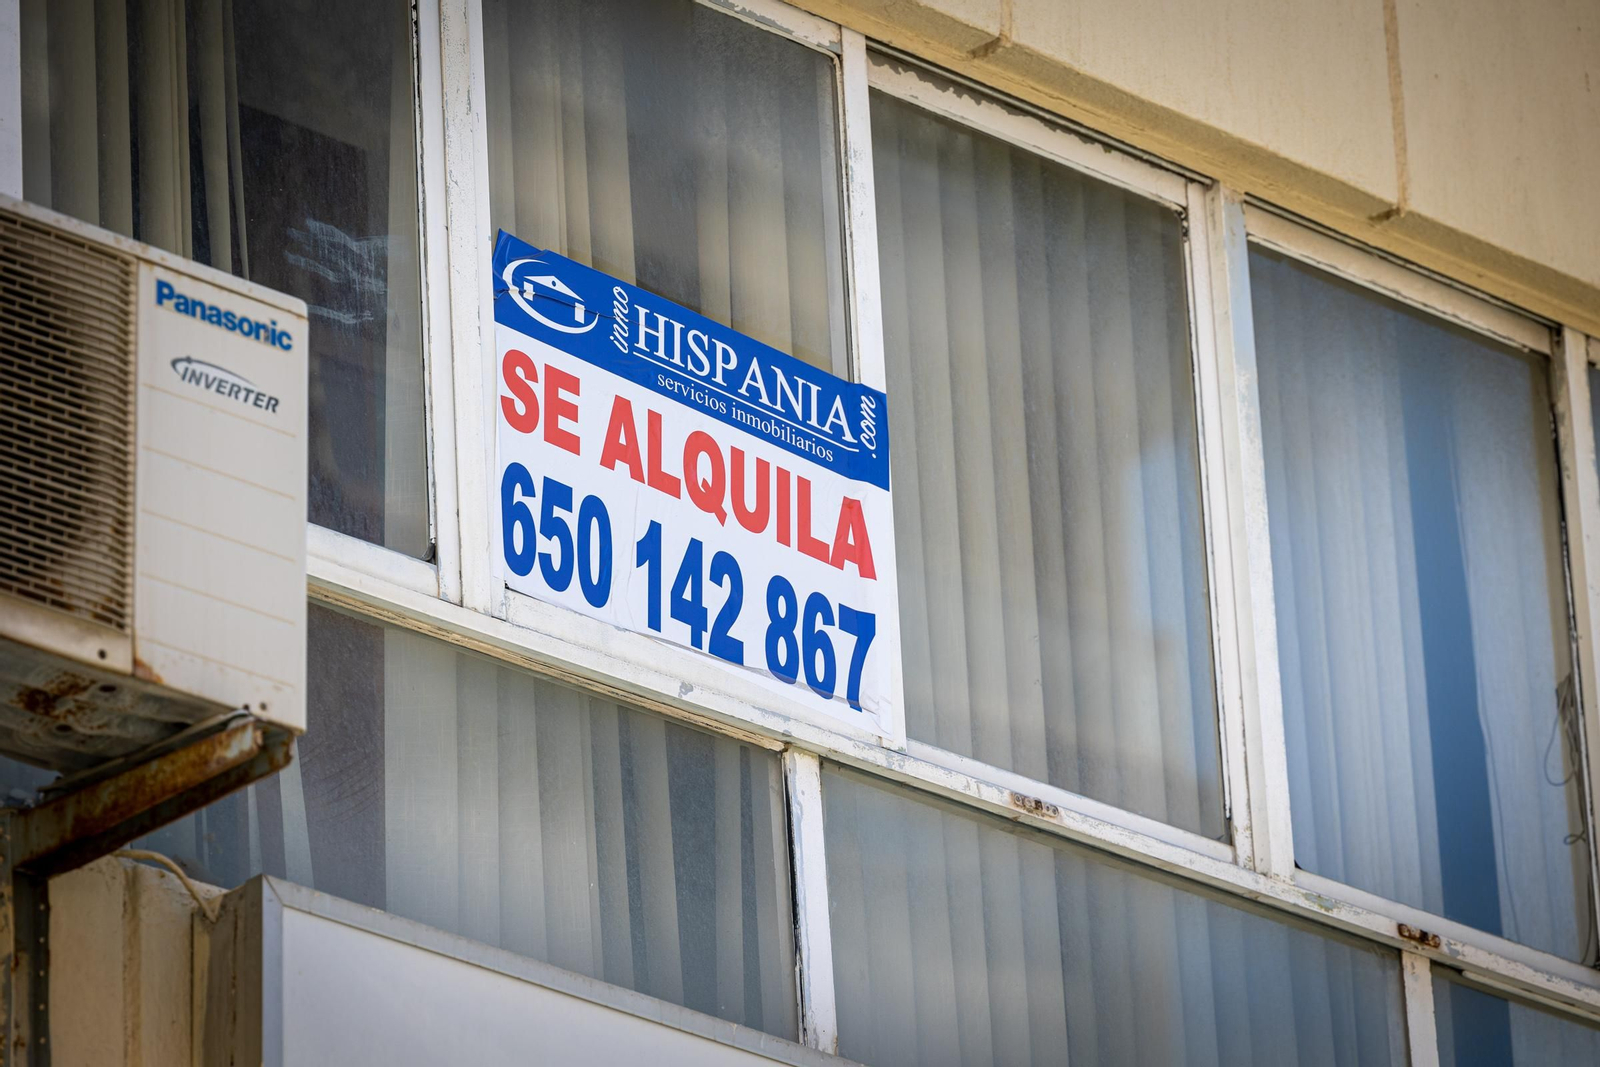 Panasonic
INVERTER
inmo HISPANIA .com
servicios inmobiliarios
SE ALQUILA
650 142 867